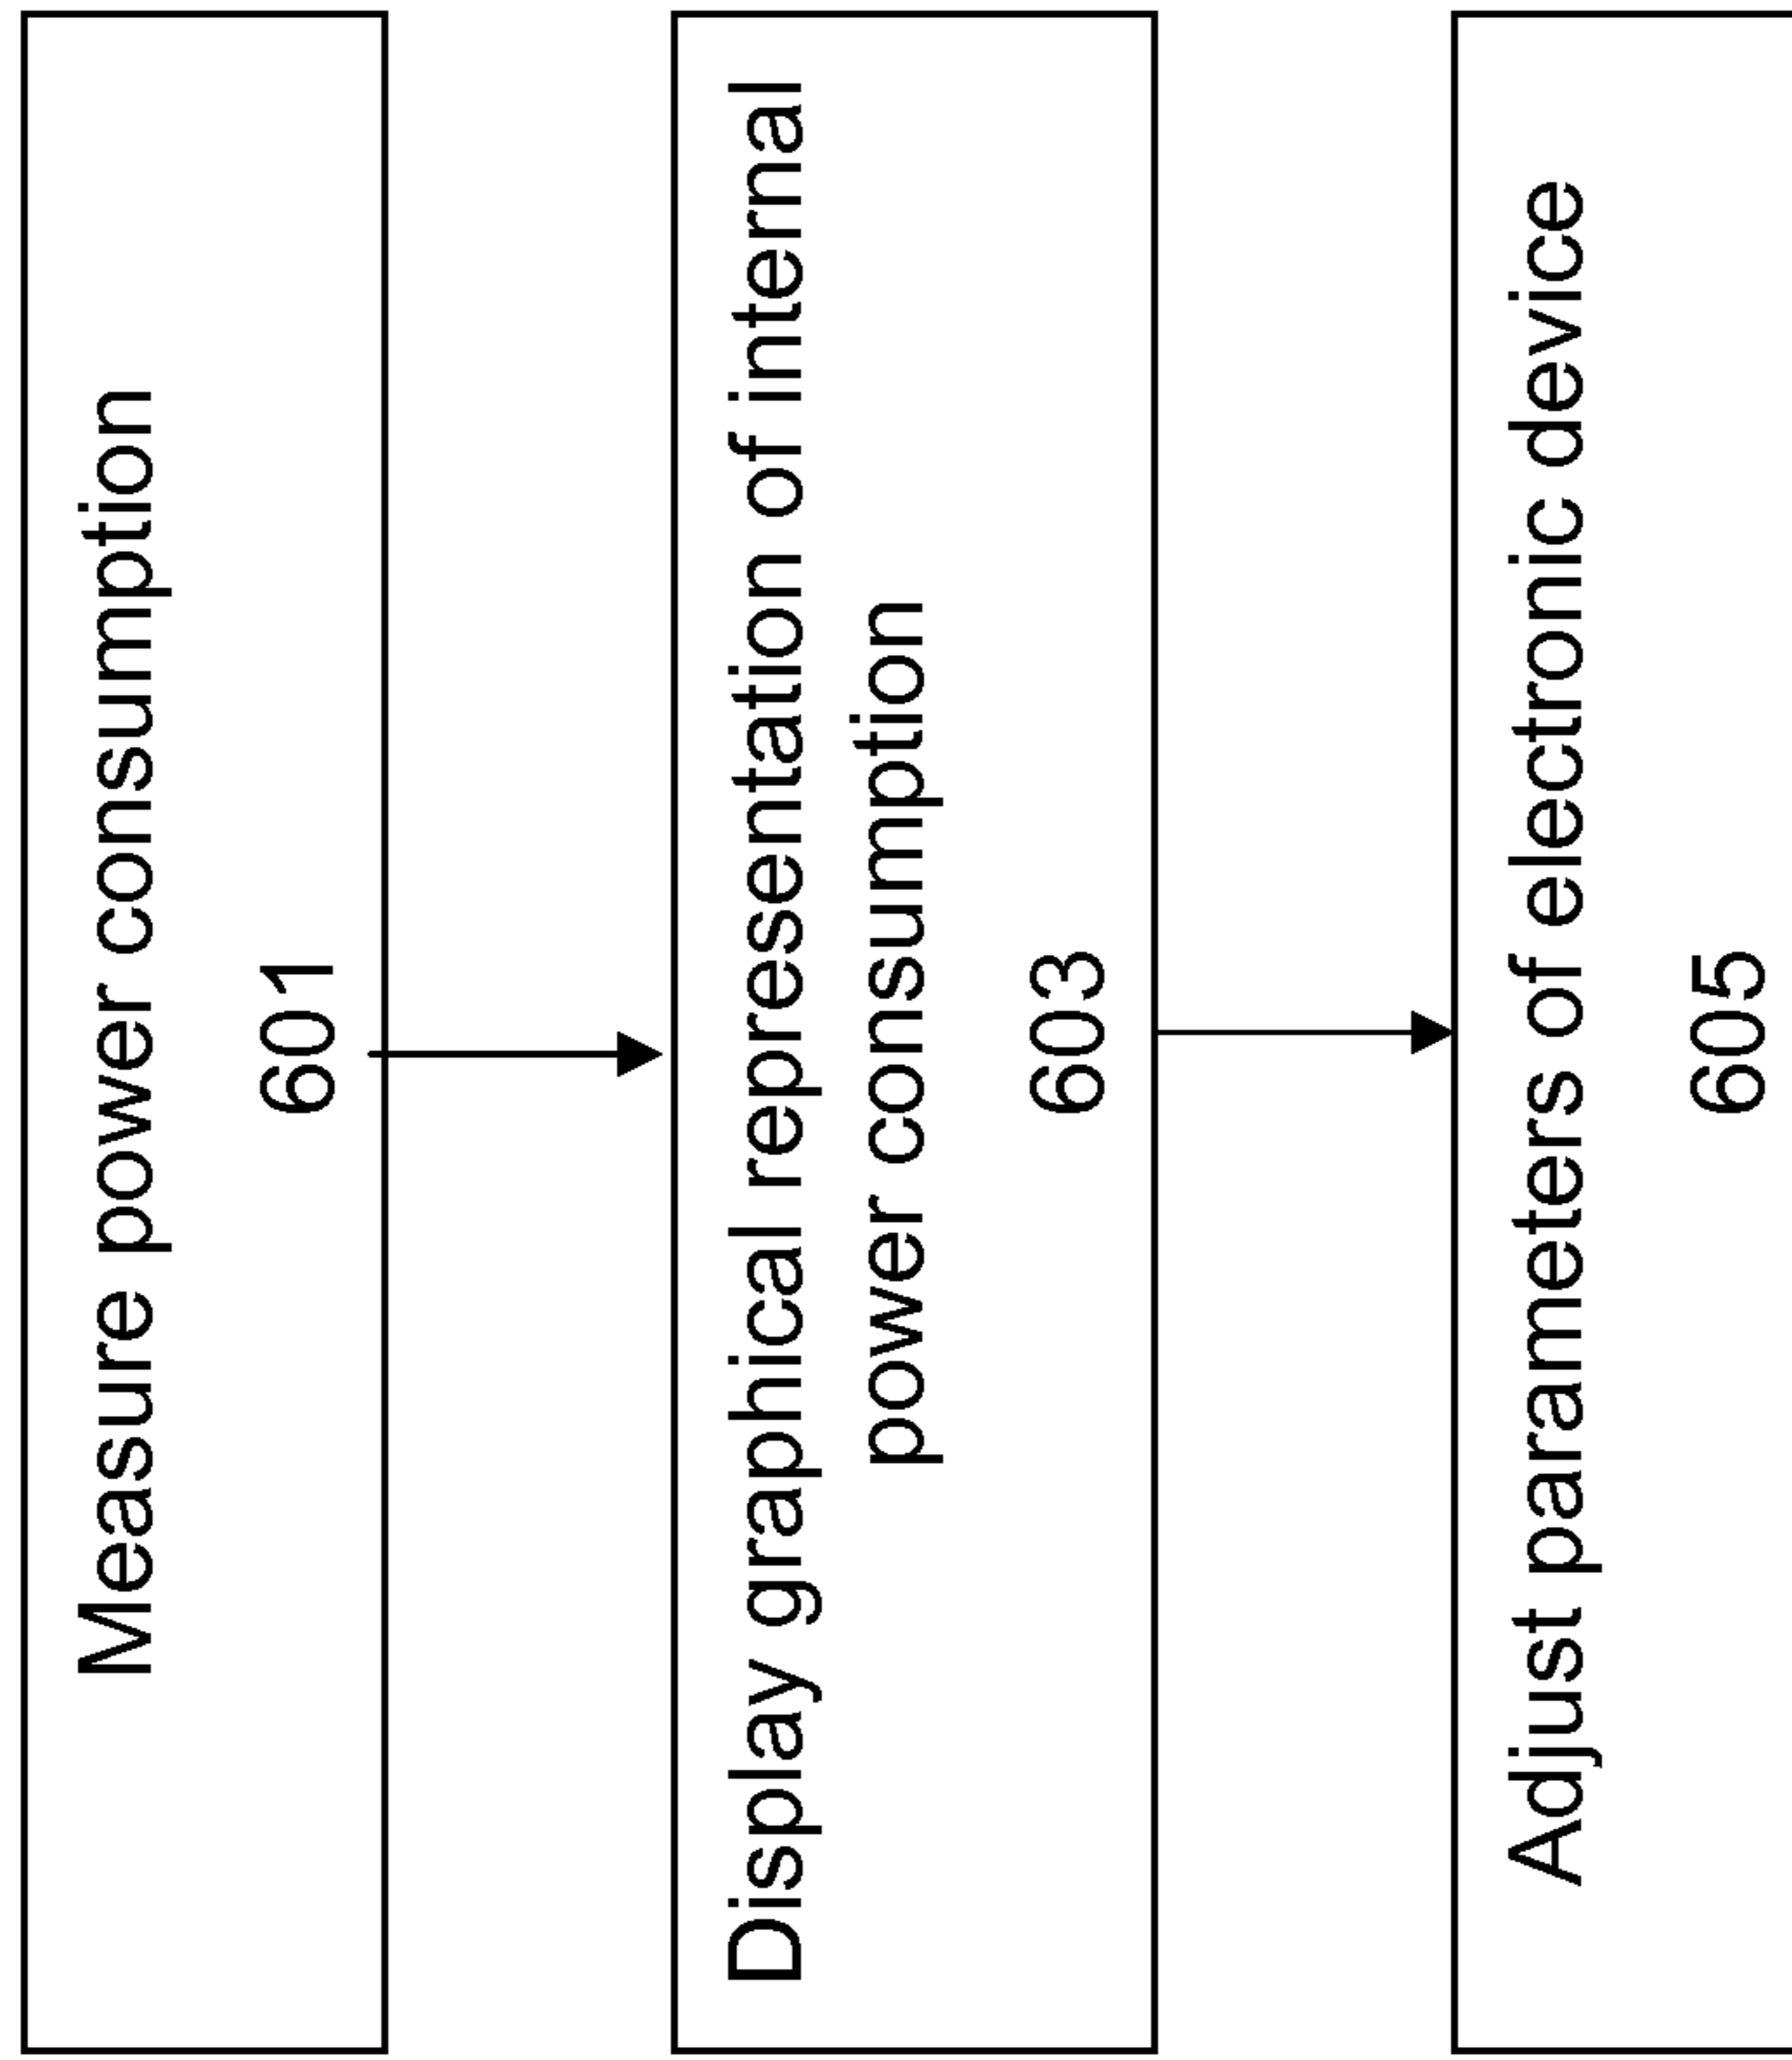 Measure power consumption
601
Display graphical representation of internal
power consumption
603
Adjust parameters of electronic device
605